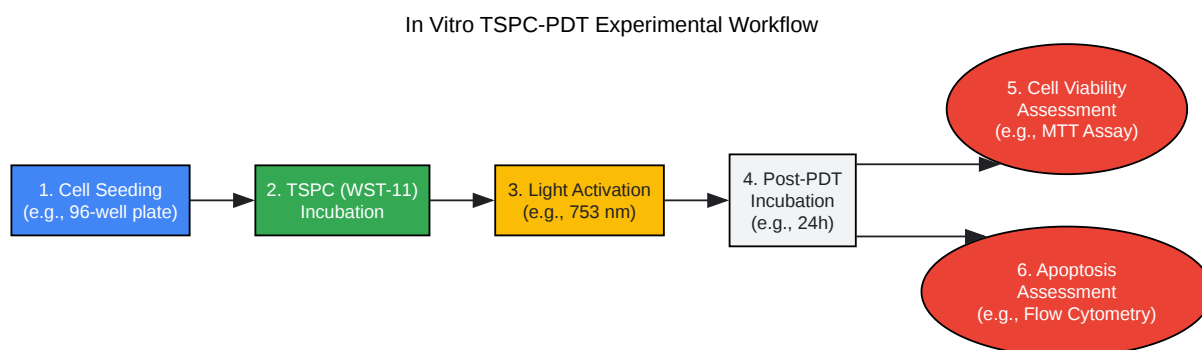 In Vitro TSPC-PDT Experimental Workflow
1. Cell Seeding
(e.g., 96-well plate)
2. TSPC (WST-11)
Incubation
3. Light Activation
(e.g., 753 nm)
4. Post-PDT
Incubation
(e.g., 24h)
5. Cell Viability
Assessment
(e.g., MTT Assay)
6. Apoptosis
Assessment
(e.g., Flow Cytometry)